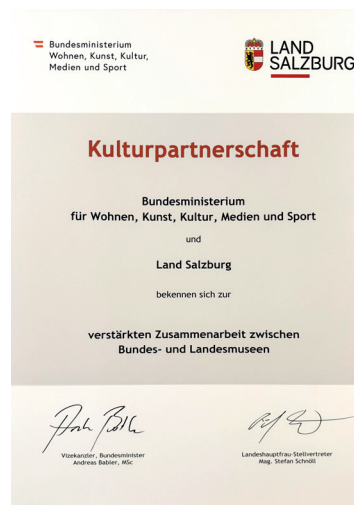 Bundesministerium
Wohnen, Kunst, Kultur,
Medien und Sport
LAND
SALZBURG
Kulturpartnerschaft
Bundesministerium
für Wohnen, Kunst, Kultur, Medien und Sport
und
Land Salzburg
bekennen sich zur
verstärkten Zusammenarbeit zwischen
Bundes- und Landesmuseen
Vizekanzler, Bundesminister
Andreas Babler, MSc
Landeshauptfrau-Stellvertreter
Mag. Stefan Schnöll